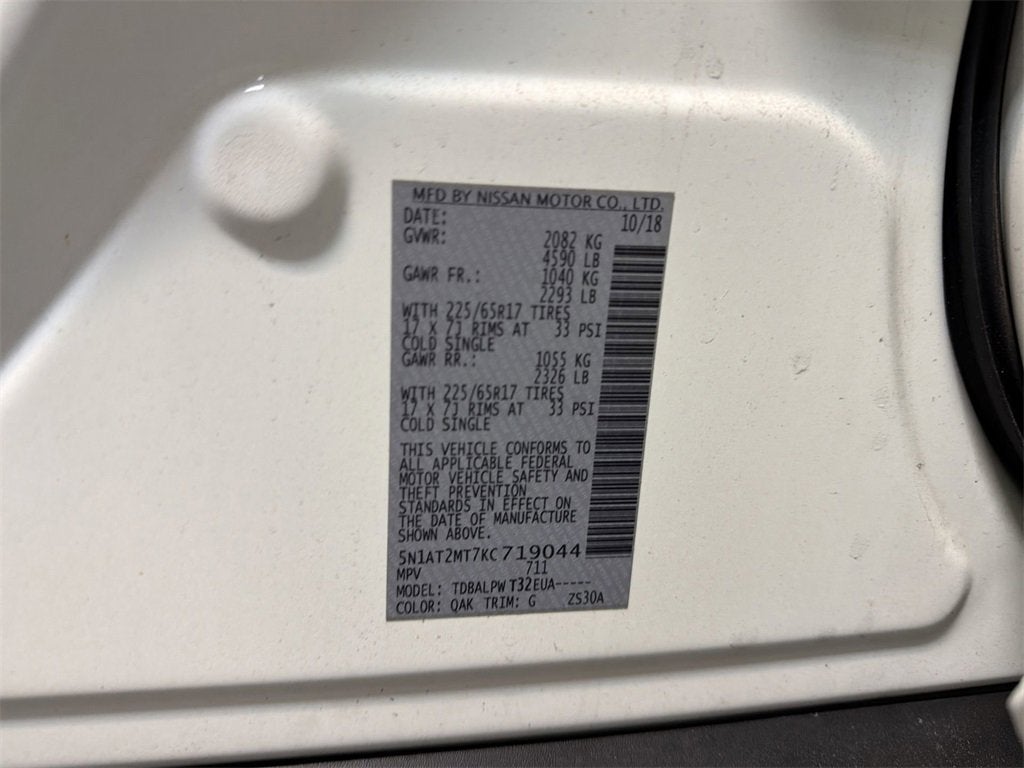 MFD BY NISSAN MOTOR CO., LTD.
DATE: 10/18
GVWR: 2082 KG
4590 LB
GAWR FR.: 1040 KG
2293 LB
WITH 225/65R17 TIRES
17 X 7J RIMS AT 33 PSI
COLD SINGLE
GAWR RR.: 1055 KG
2326 LB
WITH 225/65R17 TIRES
17 X 7J RIMS AT 33 PSI
COLD SINGLE
THIS VEHICLE CONFORMS TO
ALL APPLICABLE FEDERAL
MOTOR VEHICLE SAFETY AND
THEFT PREVENTION
STANDARDS IN EFFECT ON
THE DATE OF MANUFACTURE
SHOWN ABOVE.
5N1AT2MT7KC719044
MPV 711
MODEL: TDBALPWT32EUA-----
COLOR: QAK TRIM: G ZS30A